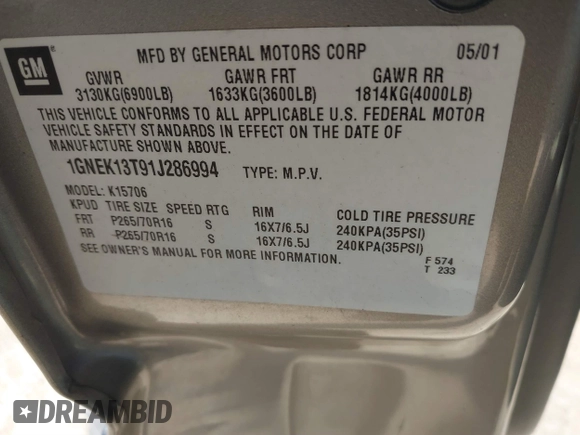 GM
MFD BY GENERAL MOTORS CORP 05/01
GVWR GAWR FRT GAWR RR
3130KG(6900LB) 1633KG(3600LB) 1814KG(4000LB)
THIS VEHICLE CONFORMS TO ALL APPLICABLE U.S. FEDERAL MOTOR
VEHICLE SAFETY STANDARDS IN EFFECT ON THE DATE OF
MANUFACTURE SHOWN ABOVE.
1GNEK13T91J286994 TYPE: M.P.V.
MODEL: K15706
KPUD TIRE SIZE SPEED RTG RIM COLD TIRE PRESSURE
FRT P265/70R16 S 16X7/6.5J 240KPA(35PSI)
RR P265/70R16 S 16X7/6.5J 240KPA(35PSI)
SEE OWNER'S MANUAL FOR MORE INFORMATION.
F 574
T 233
DREAMBID